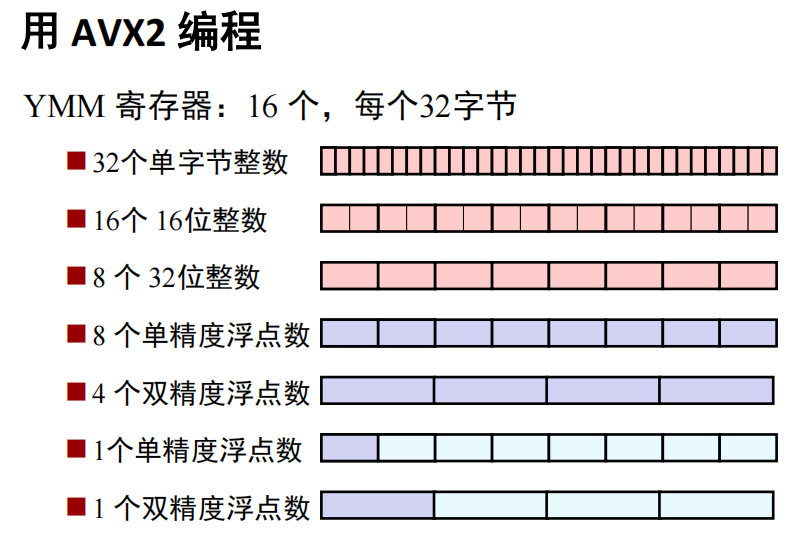 用 AVX2 编程
YMM 寄存器：16 个，每个32字节
32个单字节整数
16个 16位整数
8 个 32位整数
8 个单精度浮点数
4 个双精度浮点数
1个单精度浮点数
1 个双精度浮点数